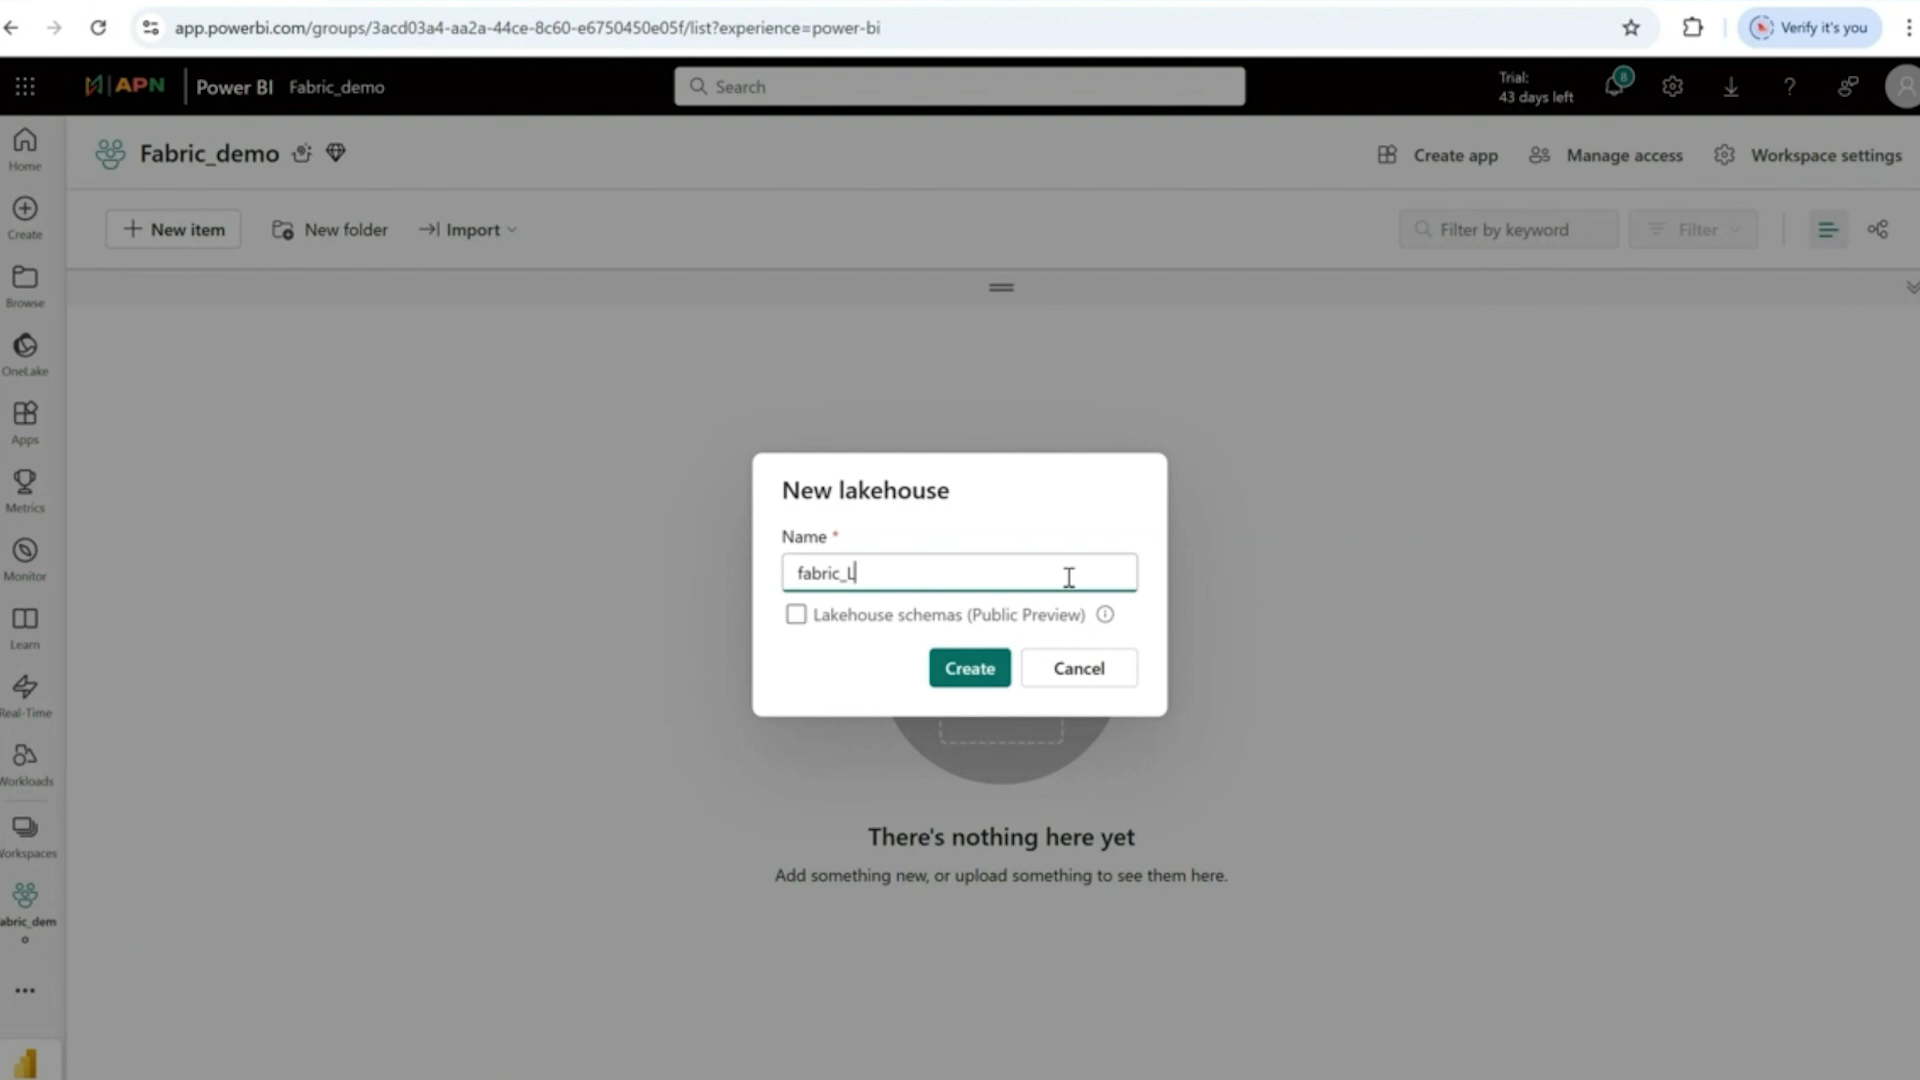 app.powerbi.com/groups/3acd03a4-aa2a-44ce-8c60-e6750450e05f/list?experience=power-bi
Verify it's you
APN
Power BI Fabric_demo
Search
Trial:
43 days left
8
Home
Create
Browse
OneLake
Apps
Metrics
Monitor
Learn
Real-Time
Workloads
Workspaces
abric_dem
o
Fabric_demo
Create app
Manage access
Workspace settings
New item
New folder
Import
Filter by keyword
Filter
New lakehouse
Name *
fabric_L
Lakehouse schemas (Public Preview)
Create
Cancel
There's nothing here yet
Add something new, or upload something to see them here.